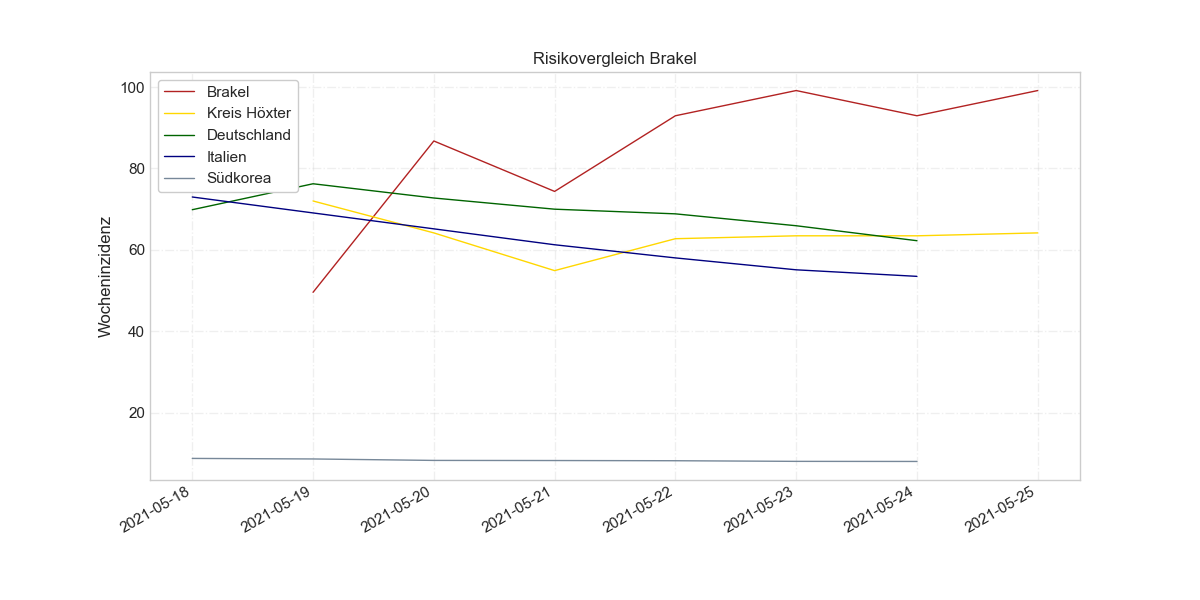 Risikovergleich Brakel
Brakel
Kreis Höxter
Deutschland
Italien
Südkorea
Wocheninzidenz
100
80
60
40
20
2021-05-18
2021-05-19
2021-05-20
2021-05-21
2021-05-22
2021-05-23
2021-05-24
2021-05-25